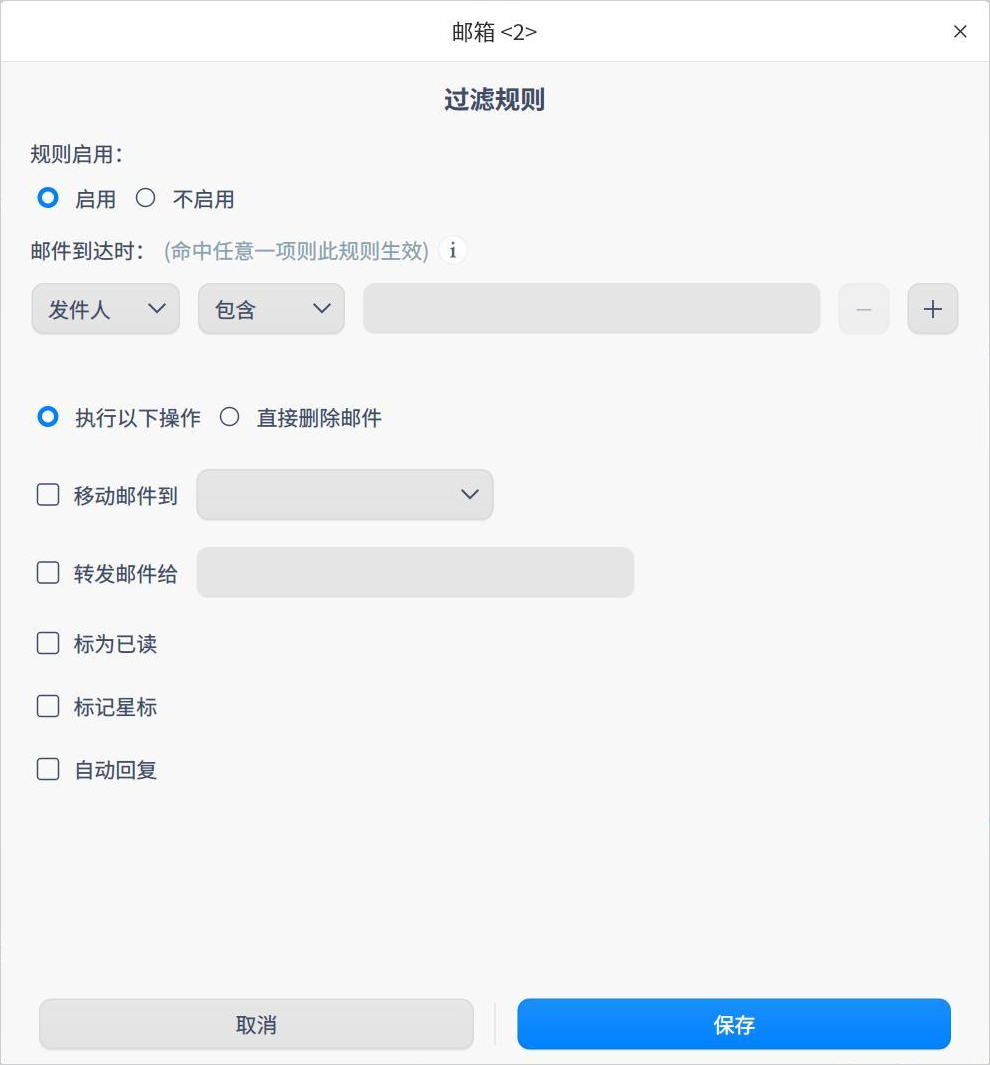 邮箱 <2>
过滤规则
规则启用：
启用 不启用
邮件到达时： (命中任意一项则此规则生效)
发件人 包含
执行以下操作 直接删除邮件
移动邮件到
转发邮件给
标为已读
标记星标
自动回复
取消 保存